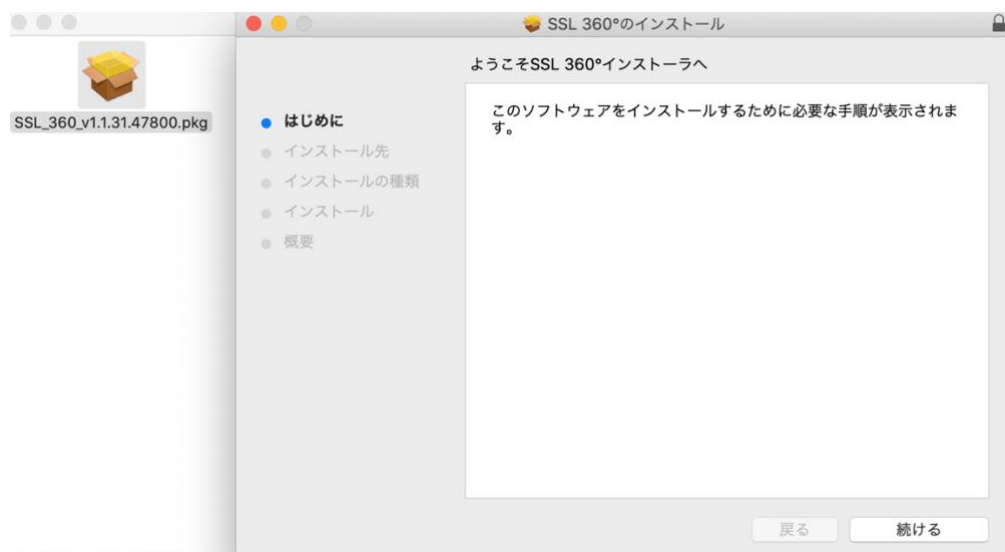 SSL 360°のインストール
SSL_360_v1.1.31.47800.pkg
ようこそSSL 360°インストーラへ
はじめに
インストール先
インストールの種類
インストール
概要
このソフトウェアをインストールするために必要な手順が表示されま
す。
戻る
続ける